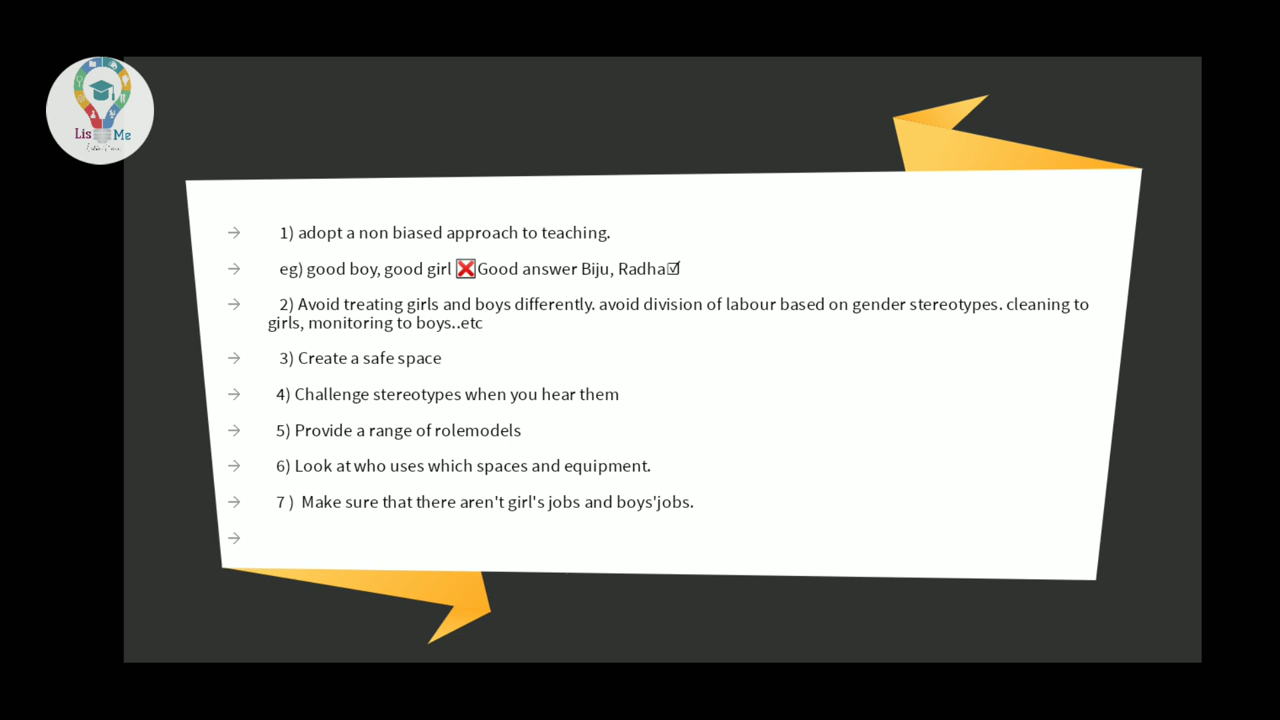 Lis Me
1) adopt a non biased approach to teaching.
eg) good boy, good girl ❌Good answer Biju, Radha☑
2) Avoid treating girls and boys differently. avoid division of labour based on gender stereotypes. cleaning to
girls, monitoring to boys..etc
3) Create a safe space
4) Challenge stereotypes when you hear them
5) Provide a range of rolemodels
6) Look at who uses which spaces and equipment.
7 ) Make sure that there aren't girl's jobs and boys'jobs.